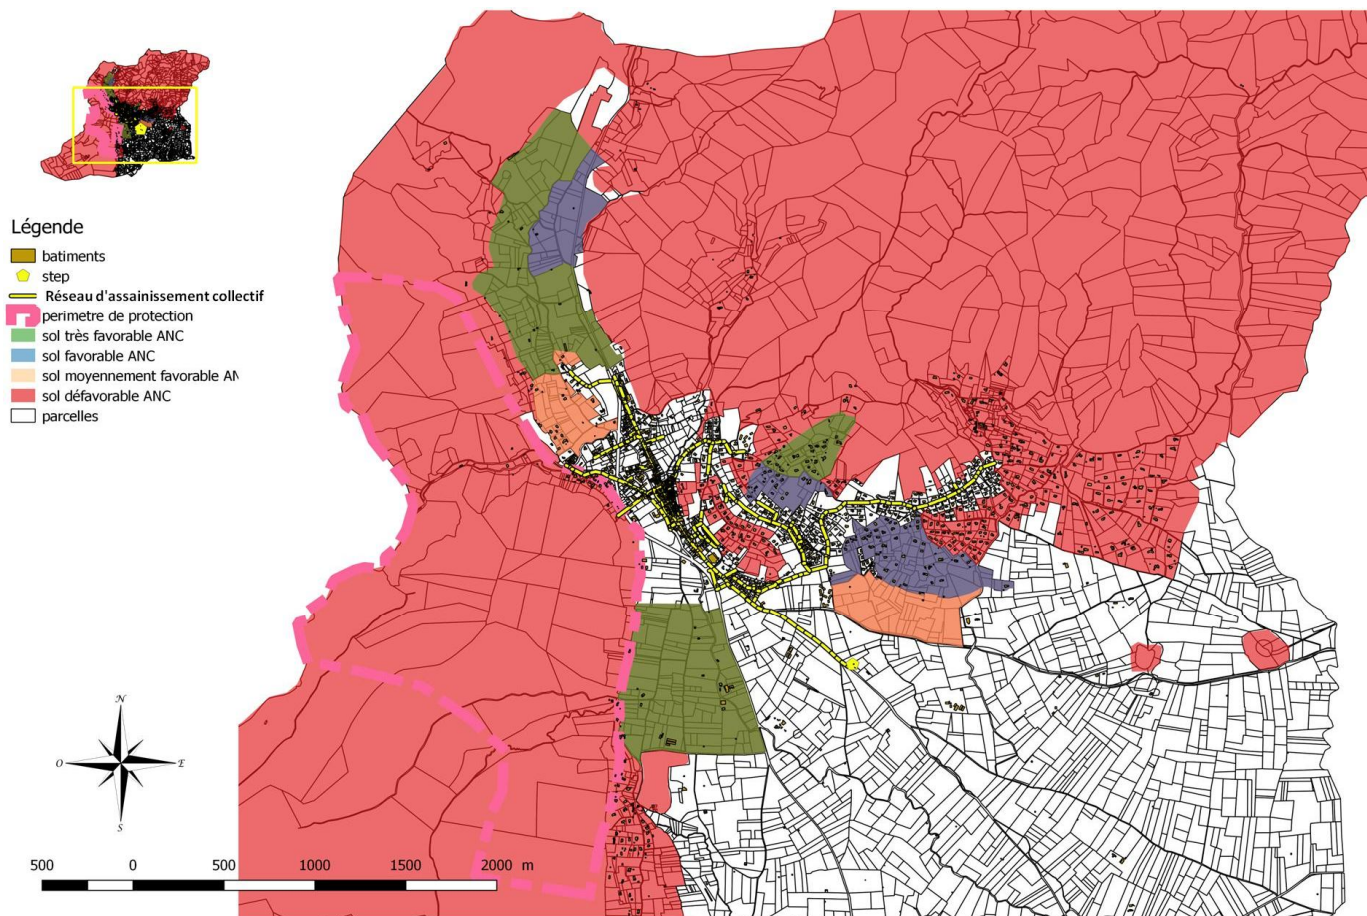 Légende
batiments
step
Réseau d'assainissement collectif
perimetre de protection
sol très favorable ANC
sol favorable ANC
sol moyennement favorable AN
sol défavorable ANC
parcelles
N
O E
S
500 0 500 1000 1500 2000 m